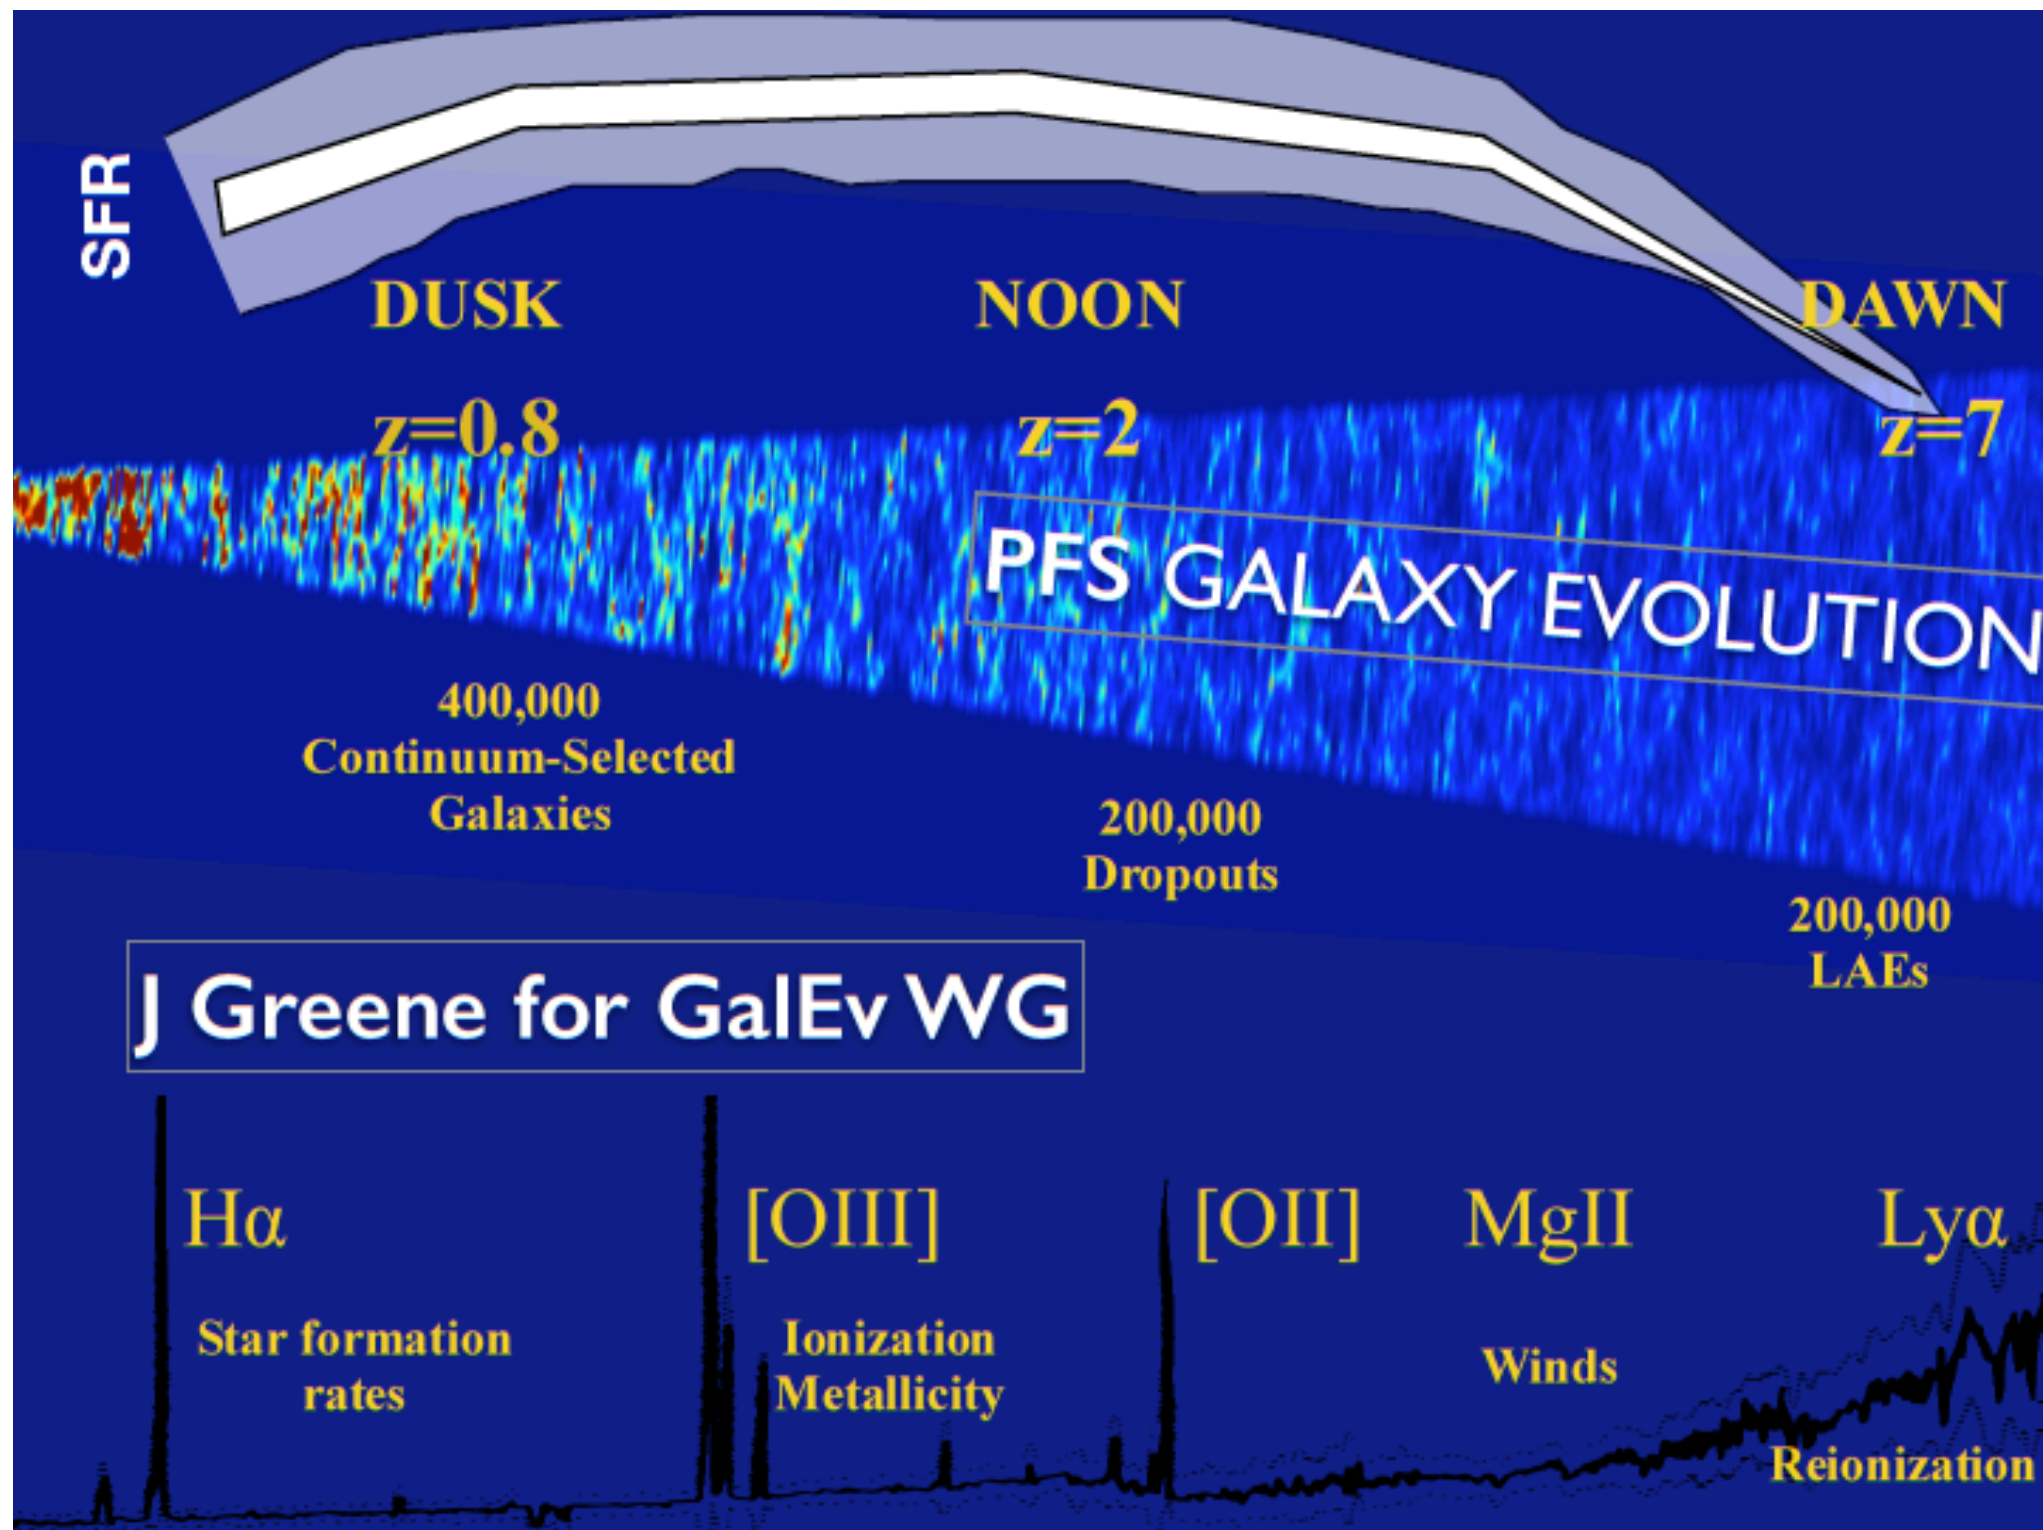 SFR
DUSK
NOON
DAWN
z=0.8
z=2
z=7
PFS GALAXY EVOLUTION
400,000
Continuum-Selected
Galaxies
200,000
Dropouts
200,000
LAEs
J Greene for GalEv WG
Hα
[OIII]
[OII]
MgII
Lyα
Star formation
rates
Ionization
Metallicity
Winds
Reionization